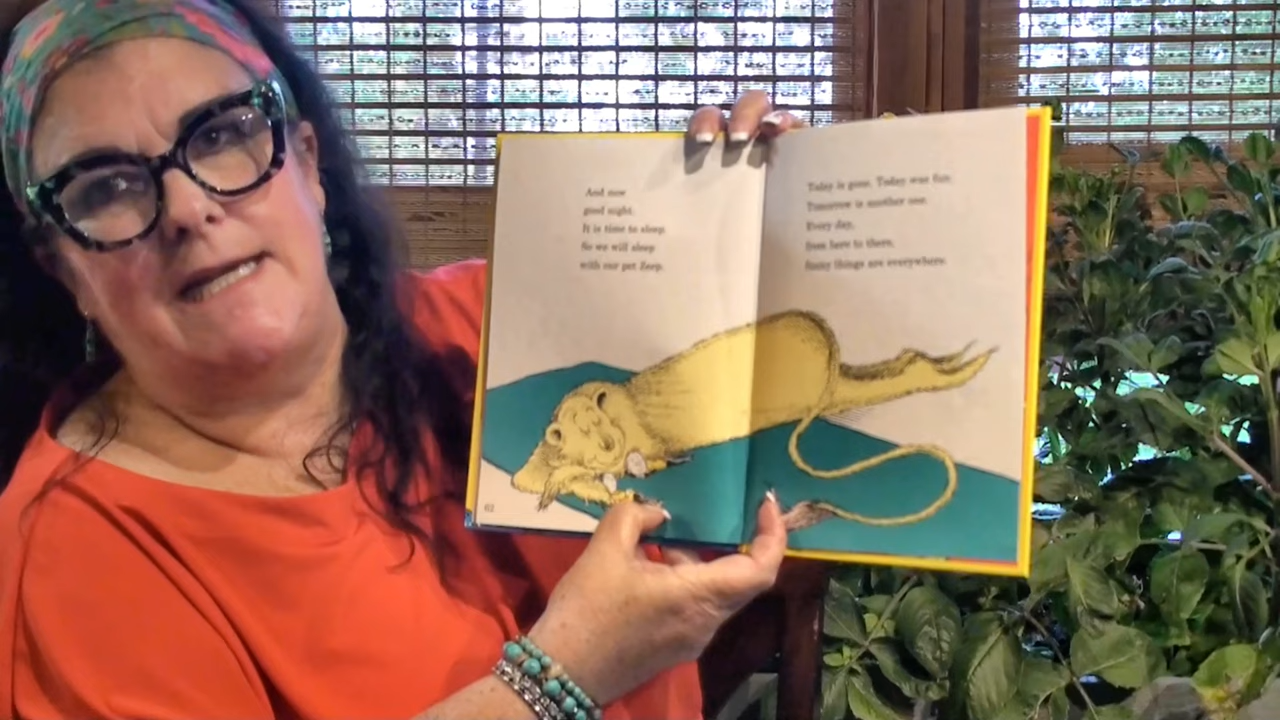 And now
good night.
It is time to sleep.
So we will sleep
with our pet Zeep.
Today is gone. Today was fun.
Tomorrow is another one.
Every day,
from here to there,
funny things are everywhere.
62